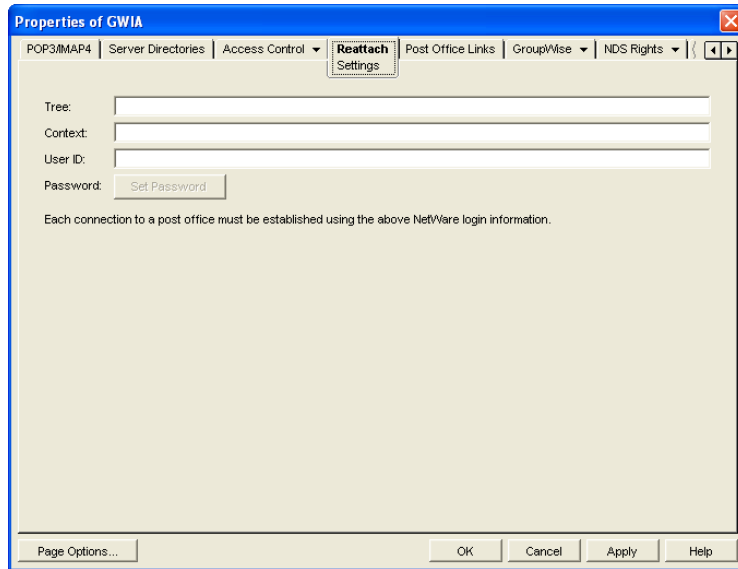 Properties of GWIA
POP3/IMAP4 Server Directories Access Control Reattach Post Office Links GroupWise NDS Rights
Settings
Tree:
Context:
User ID:
Password: Set Password
Each connection to a post office must be established using the above NetWare login information.
Page Options... OK Cancel Apply Help